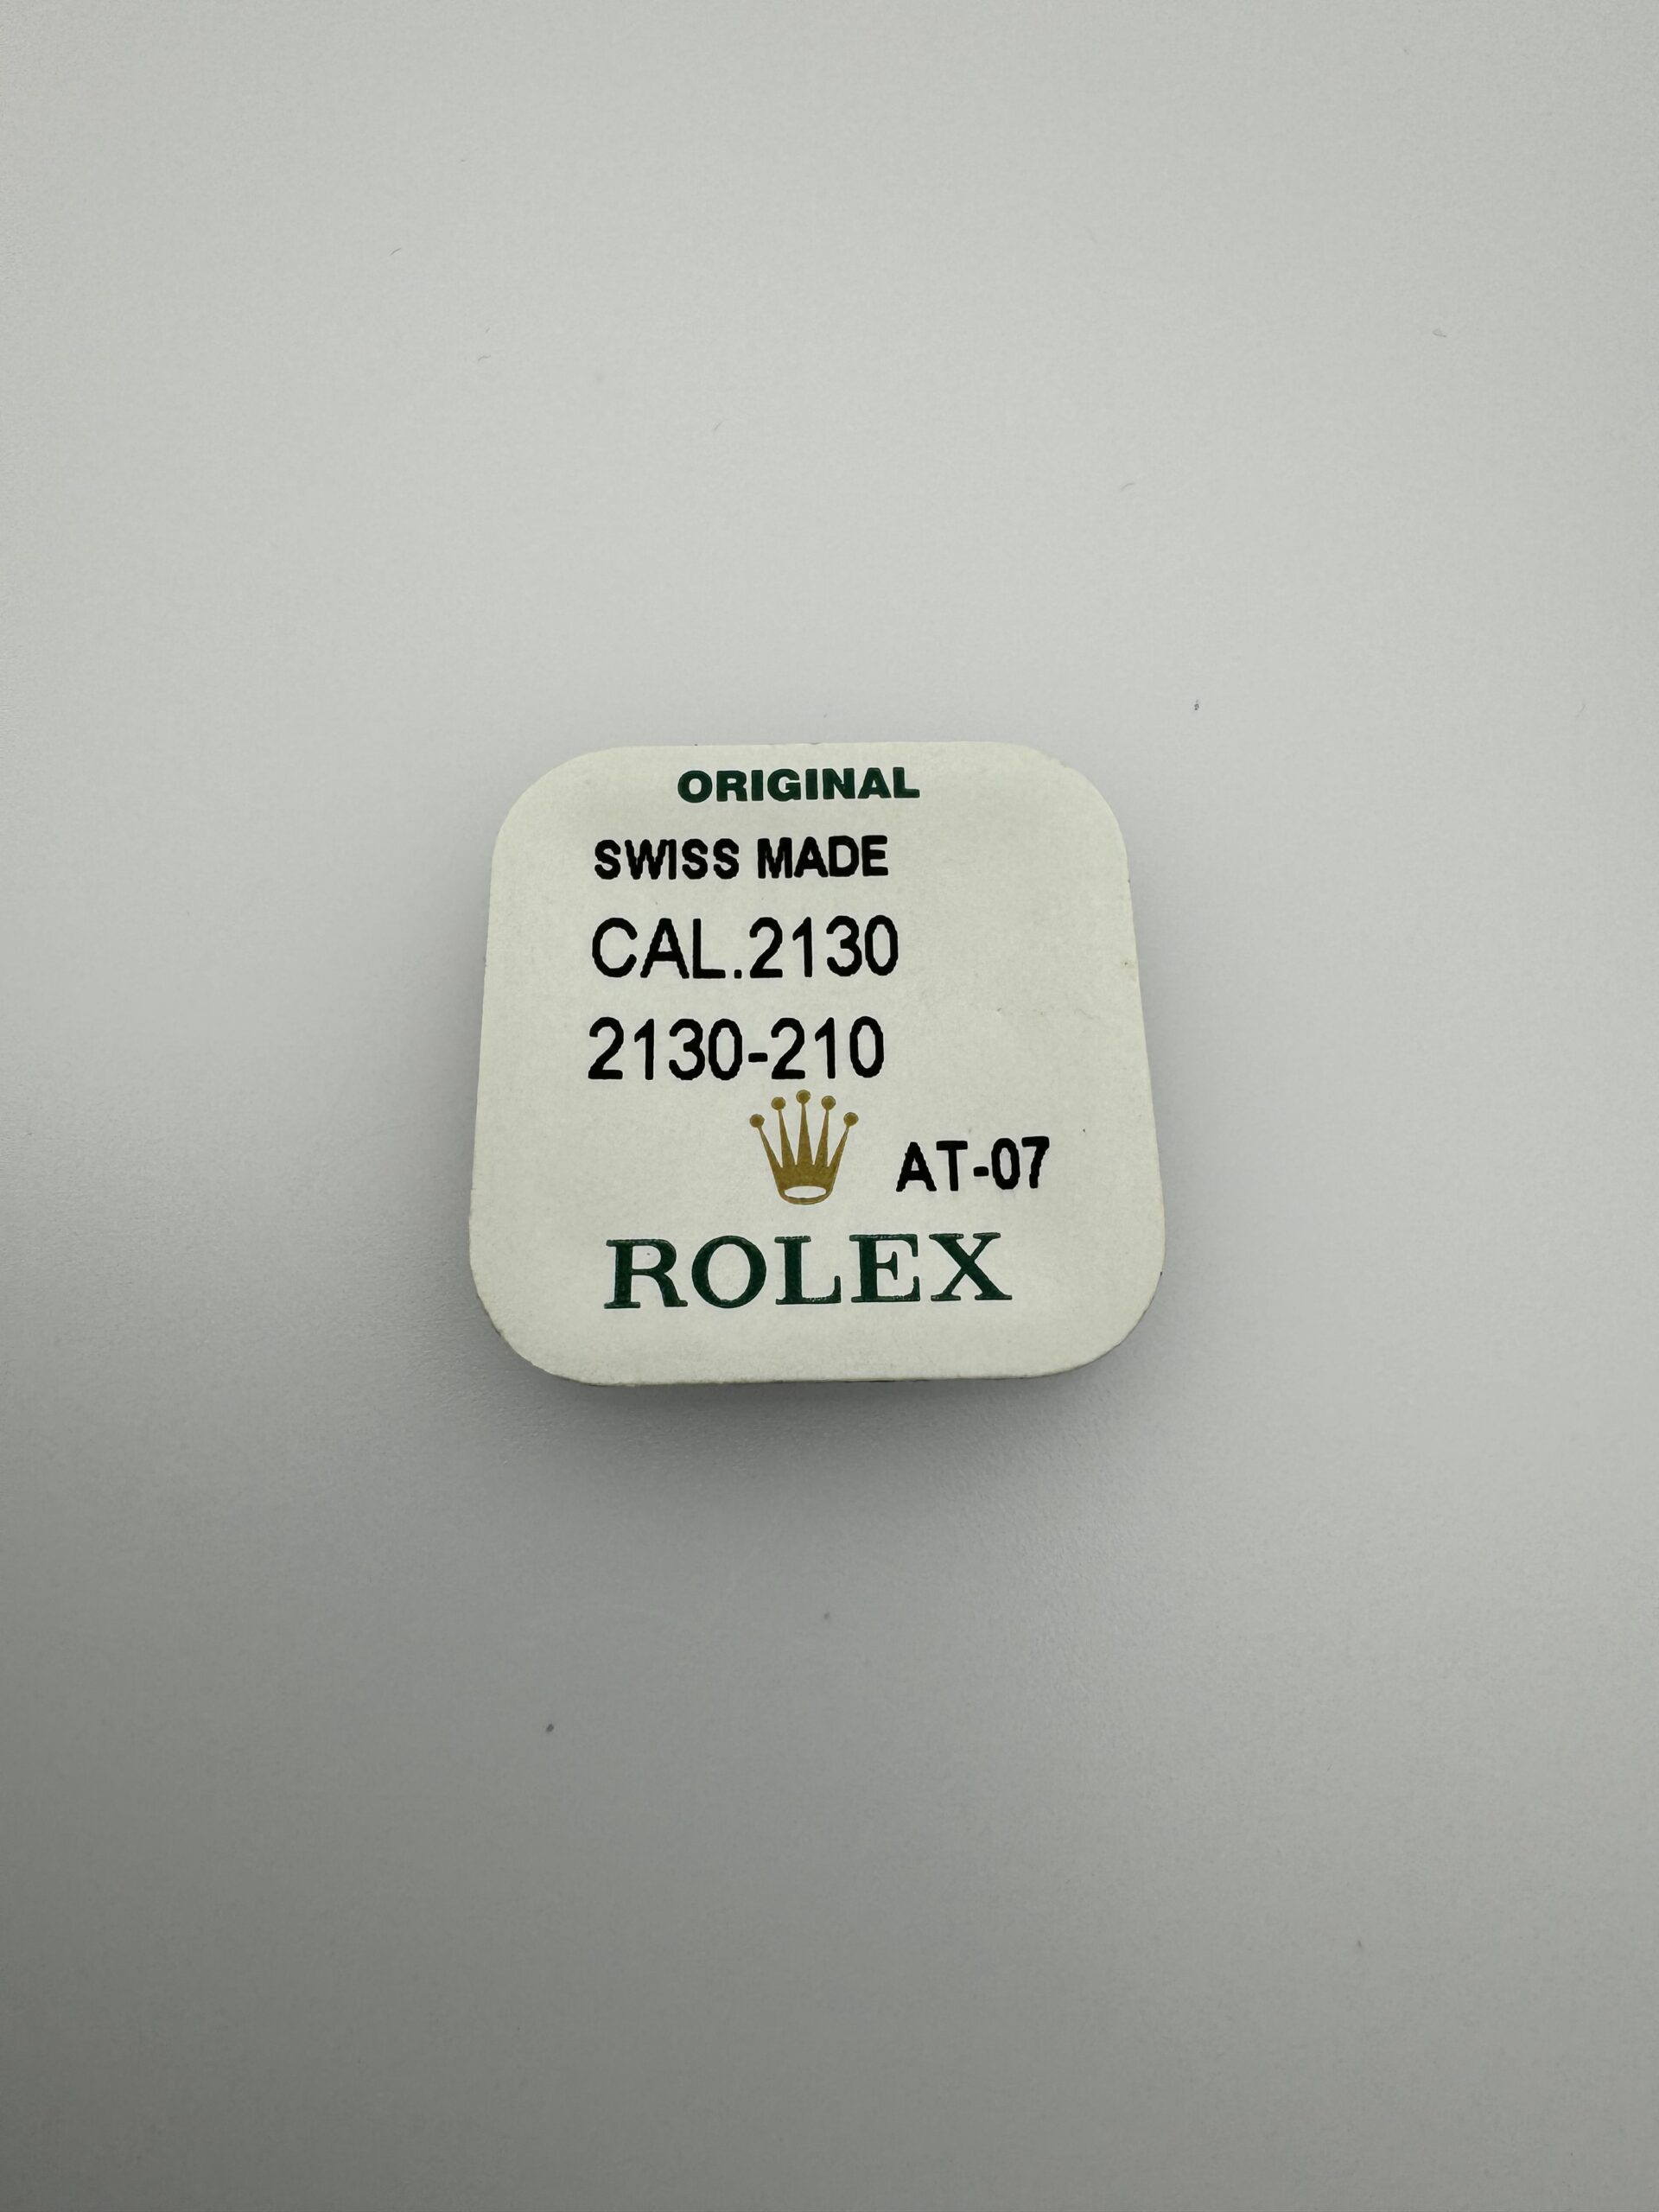 ORIGINAL
SWISS MADE
CAL.2130
2130-210
AT-07
ROLEX